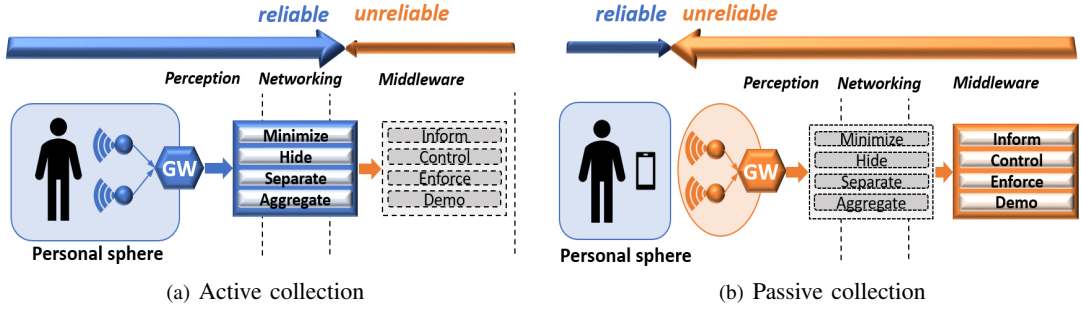 reliable unreliable
Perception Networking Middleware
GW
Minimize
Hide
Separate
Aggregate
Inform
Control
Enforce
Demo
Personal sphere
(a) Active collection
reliable unreliable
Perception Networking Middleware
GW
Minimize
Hide
Separate
Aggregate
Inform
Control
Enforce
Demo
Personal sphere
(b) Passive collection